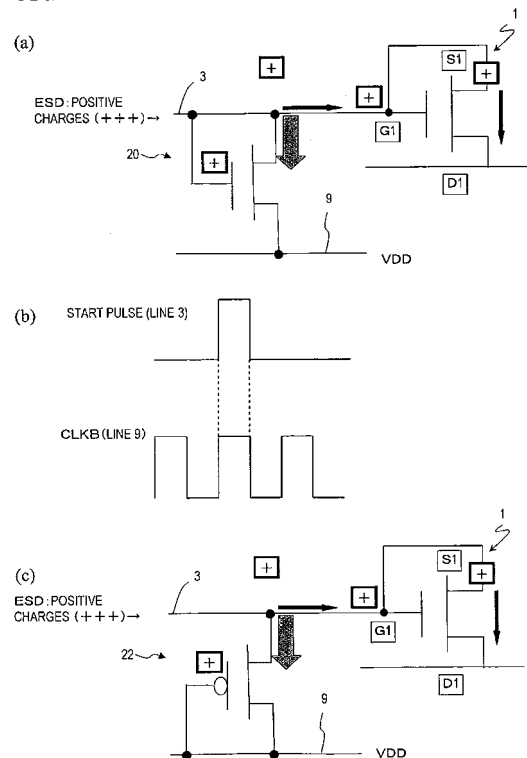 (a)
1
S1
+
+
+
3
ESD : POSITIVE
CHARGES (+++)→
G1
20
+
D1
9
VDD
(b)
START PULSE (LINE 3)
CLKB (LINE 9)
(c)
1
S1
+
+
+
3
ESD : POSITIVE
CHARGES (+++)→
G1
22
+
D1
9
VDD